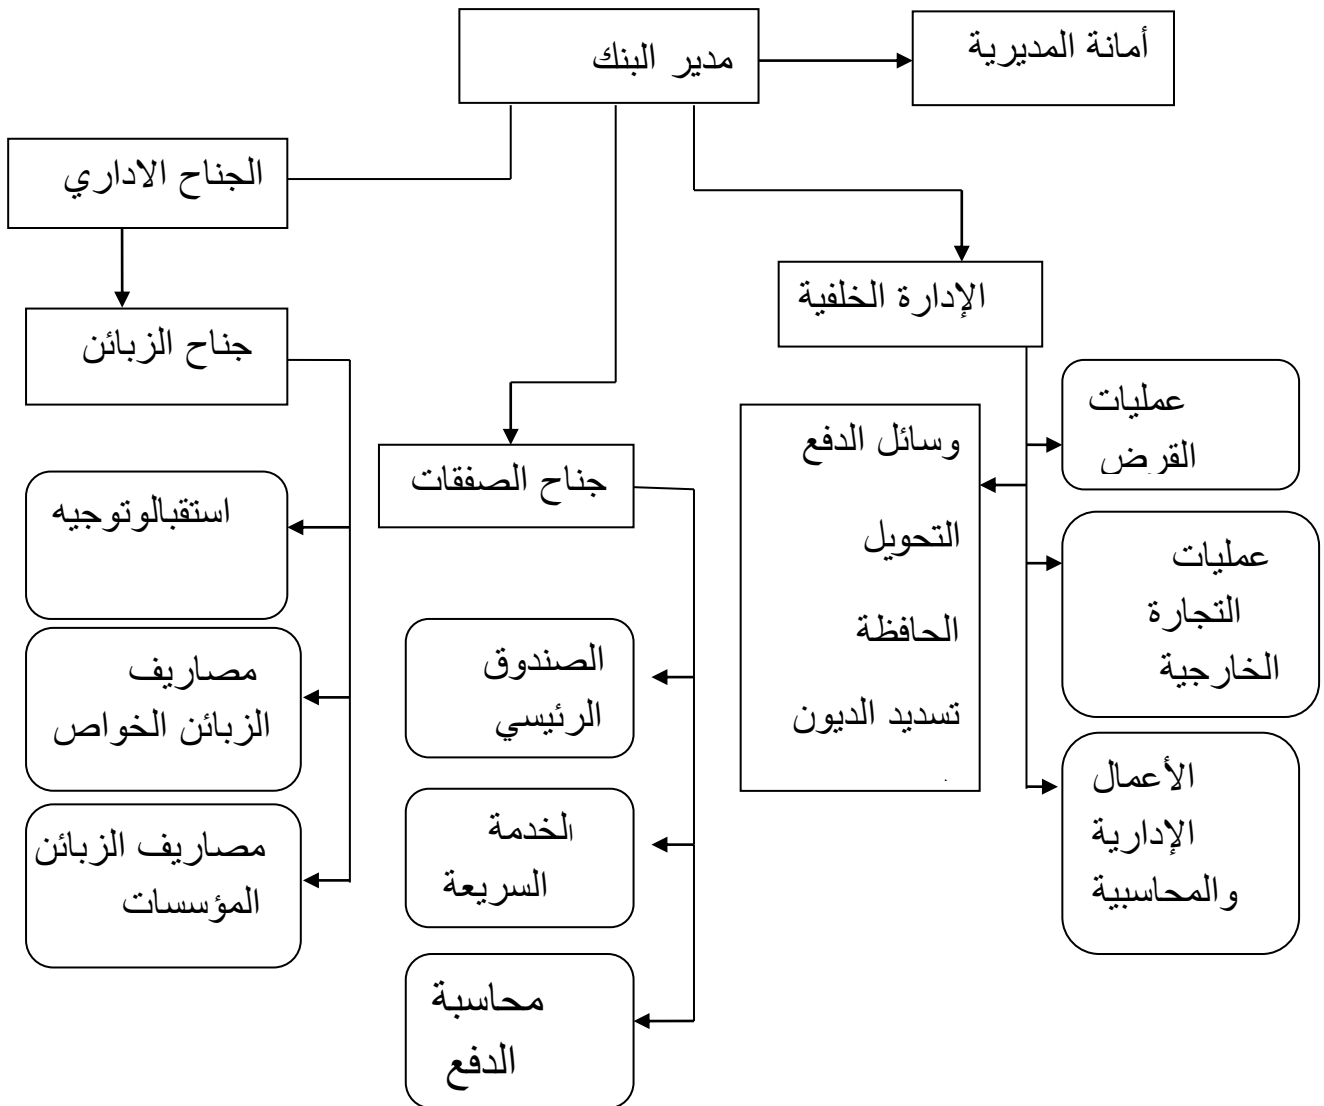 أمانة المديرية
مدير البنك
الجناح الاداري
الإدارة الخلفية
جناح الزبائن
عمليات
القرض
وسائل الدفع
التحويل
الحافظة
تسديد الديون
جناح الصفقات
استقبالوتوجيه
عمليات
التجارة
الخارجية
الصندوق
الرئيسي
مصاريف
الزبائن الخواص
الأعمال
الإدارية
والمحاسبية
الخدمة
السريعة
مصاريف الزبائن
المؤسسات
محاسبة
الدفع